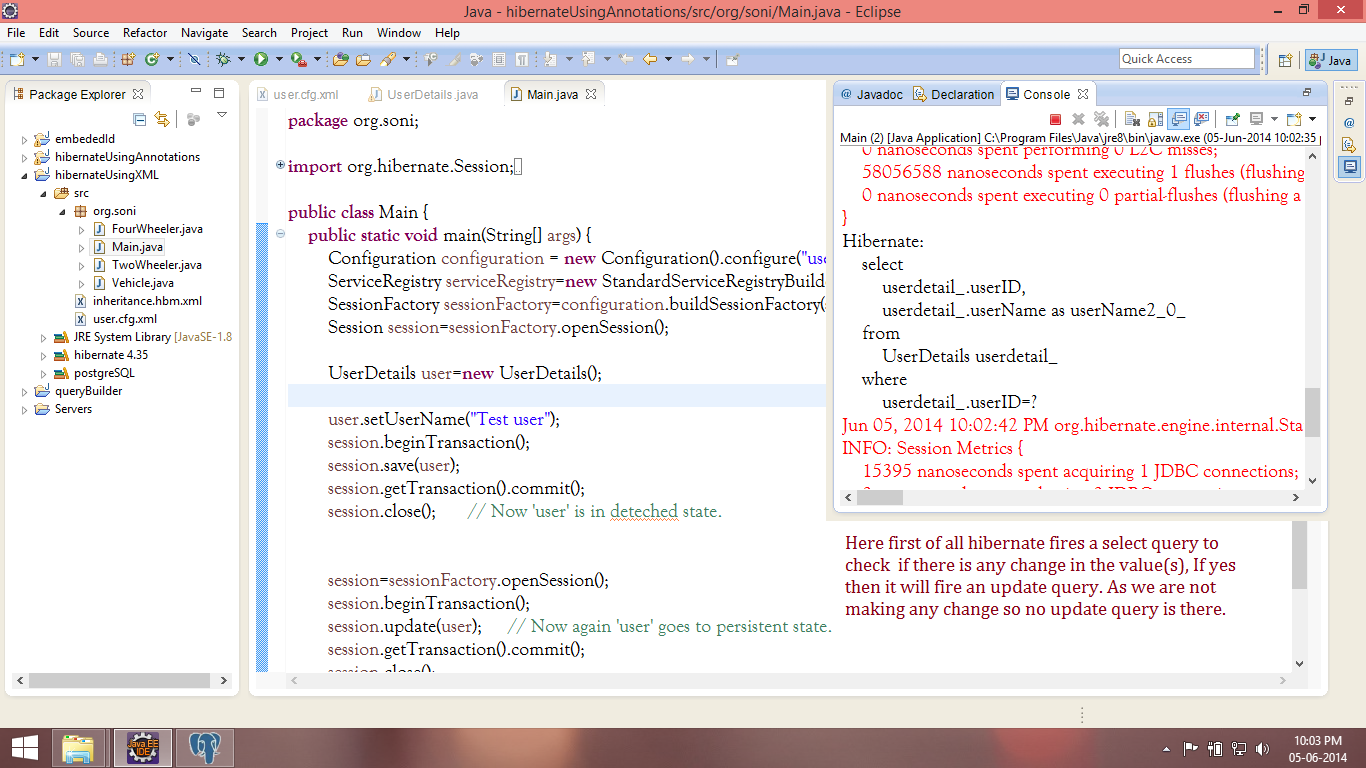 Java - hibernateUsingAnnotations/src/org/soni/Main.java - Eclipse
File Edit Source Refactor Navigate Search Project Run Window Help
Quick Access
Java
Package Explorer
embededId
hibernateUsingAnnotations
hibernateUsingXML
src
org.soni
FourWheeler.java
Main.java
TwoWheeler.java
Vehicle.java
inheritance.hbm.xml
user.cfg.xml
JRE System Library [JavaSE-1.8
hibernate 4.35
postgreSQL
queryBuilder
Servers
user.cfg.xml UserDetails.java Main.java
package org.soni;
import org.hibernate.Session;
public class Main {
public static void main(String[] args) {
Configuration configuration = new Configuration().configure("use
ServiceRegistry serviceRegistry=new StandardServiceRegistryBuild
SessionFactory sessionFactory=configuration.buildSessionFactory(
Session session=sessionFactory.openSession();
UserDetails user=new UserDetails();
user.setUserName("Test user");
session.beginTransaction();
session.save(user);
session.getTransaction().commit();
session.close(); // Now 'user' is in deteched state.
session=sessionFactory.openSession();
session.beginTransaction();
session.update(user); // Now again 'user' goes to persistent state.
session.getTransaction().commit();
session.close();
@ Javadoc Declaration Console
Main (2) [Java Application] C:\Program Files\Java\jre8\bin\javaw.exe (05-Jun-2014 10:02:35
0 nanoseconds spent performing 0 L2C misses;
58056588 nanoseconds spent executing 1 flushes (flushing
0 nanoseconds spent executing 0 partial-flushes (flushing a
}
Hibernate:
select
userdetail_.userID,
userdetail_.userName as userName2_0_
from
UserDetails userdetail_
where
userdetail_.userID=?
Jun 05, 2014 10:02:42 PM org.hibernate.engine.internal.Sta
INFO: Session Metrics {
15395 nanoseconds spent acquiring 1 JDBC connections;
Here first of all hibernate fires a select query to
check if there is any change in the value(s), If yes
then it will fire an update query. As we are not
making any change so no update query is there.
Java EE
IDE
10:03 PM
05-06-2014